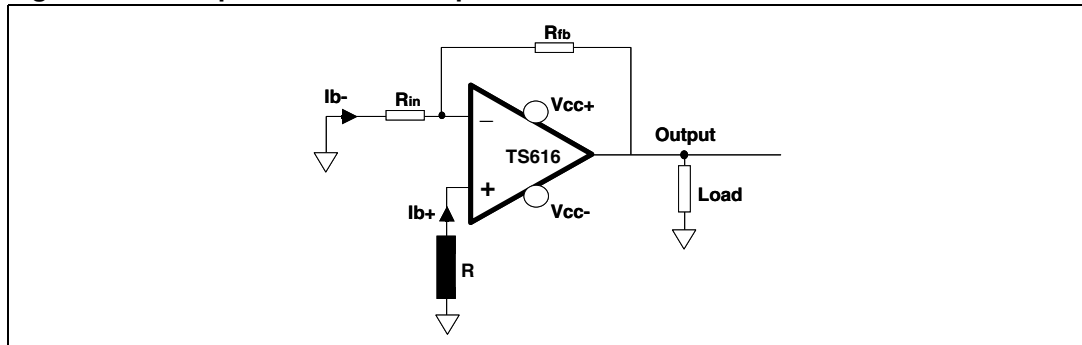 Rfb
Ib-
Rin
Vcc+
_
Output
TS616
+
Load
Ib+
Vcc-
R